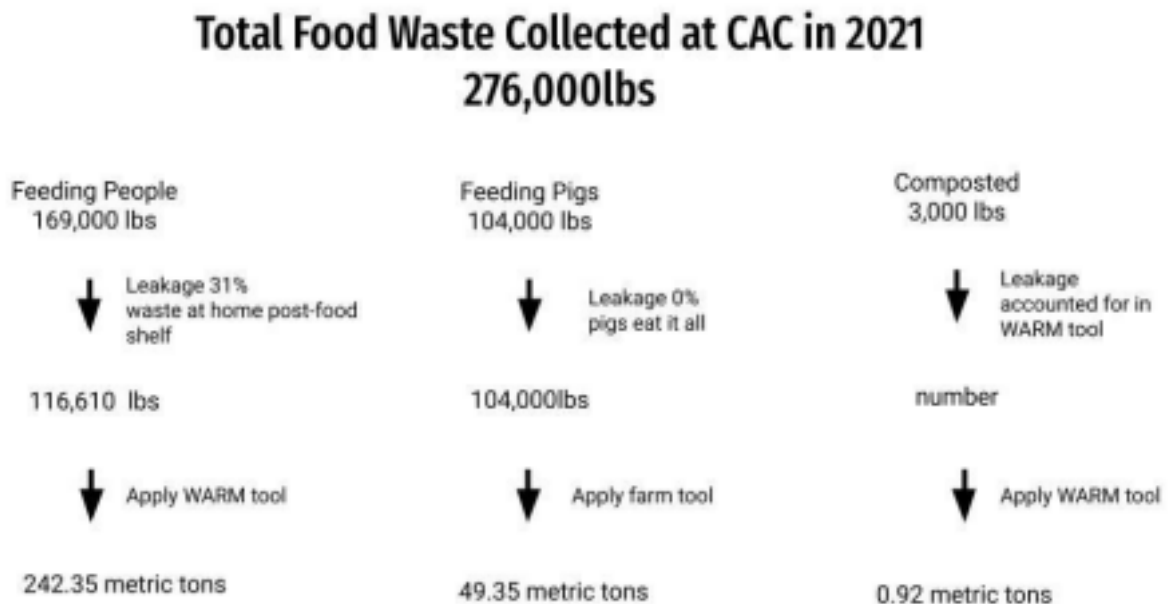 Total Food Waste Collected at CAC in 2021
276,000lbs
Feeding People
169,000 lbs
Leakage 31%
waste at home post-food
shelf
116,610 lbs
Apply WARM tool
242.35 metric tons
Feeding Pigs
104,000 lbs
Leakage 0%
pigs eat it all
104,000lbs
Apply farm tool
49.35 metric tons
Composted
3,000 lbs
Leakage
accounted for in
WARM tool
number
Apply WARM tool
0.92 metric tons